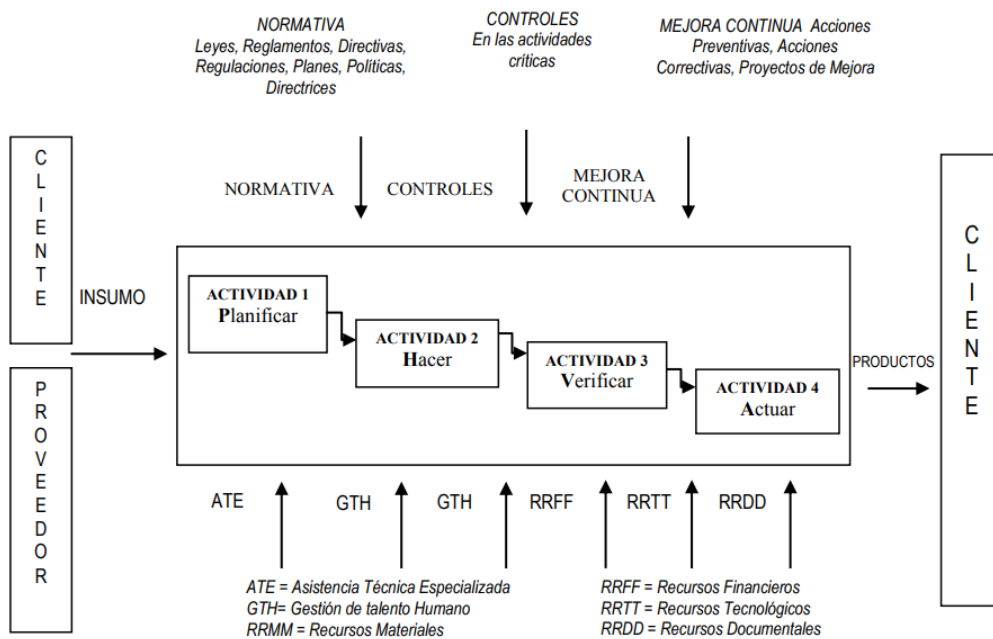 NORMATIVA
Leyes, Reglamentos, Directivas,
Regulaciones, Planes, Políticas,
Directrices
CONTROLES
En las actividades
críticas
MEJORA CONTINUA Acciones
Preventivas, Acciones
Correctivas, Proyectos de Mejora
CLIENTE
PROVEEDOR
INSUMO
NORMATIVA
CONTROLES
MEJORA
CONTINUA
ACTIVIDAD 1
Planificar
ACTIVIDAD 2
Hacer
ACTIVIDAD 3
Verificar
ACTIVIDAD 4
Actuar
PRODUCTOS
CLIENTE
ATE
GTH
GTH
RRFF
RRTT
RRDD
ATE = Asistencia Técnica Especializada
GTH= Gestión de talento Humano
RRMM = Recursos Materiales
RRFF = Recursos Financieros
RRTT = Recursos Tecnológicos
RRDD = Recursos Documentales